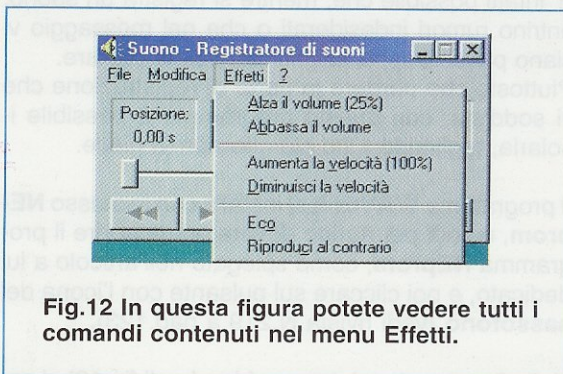 Suono - Registratore di suoni
File Modifica Effetti ?
Posizione:
0,00 s
Alza il volume (25%)
Abbassa il volume
Aumenta la velocità (100%)
Diminuisci la velocità
Eco
Riproduci al contrario
Fig.12 In questa figura potete vedere tutti i
comandi contenuti nel menu Effetti.